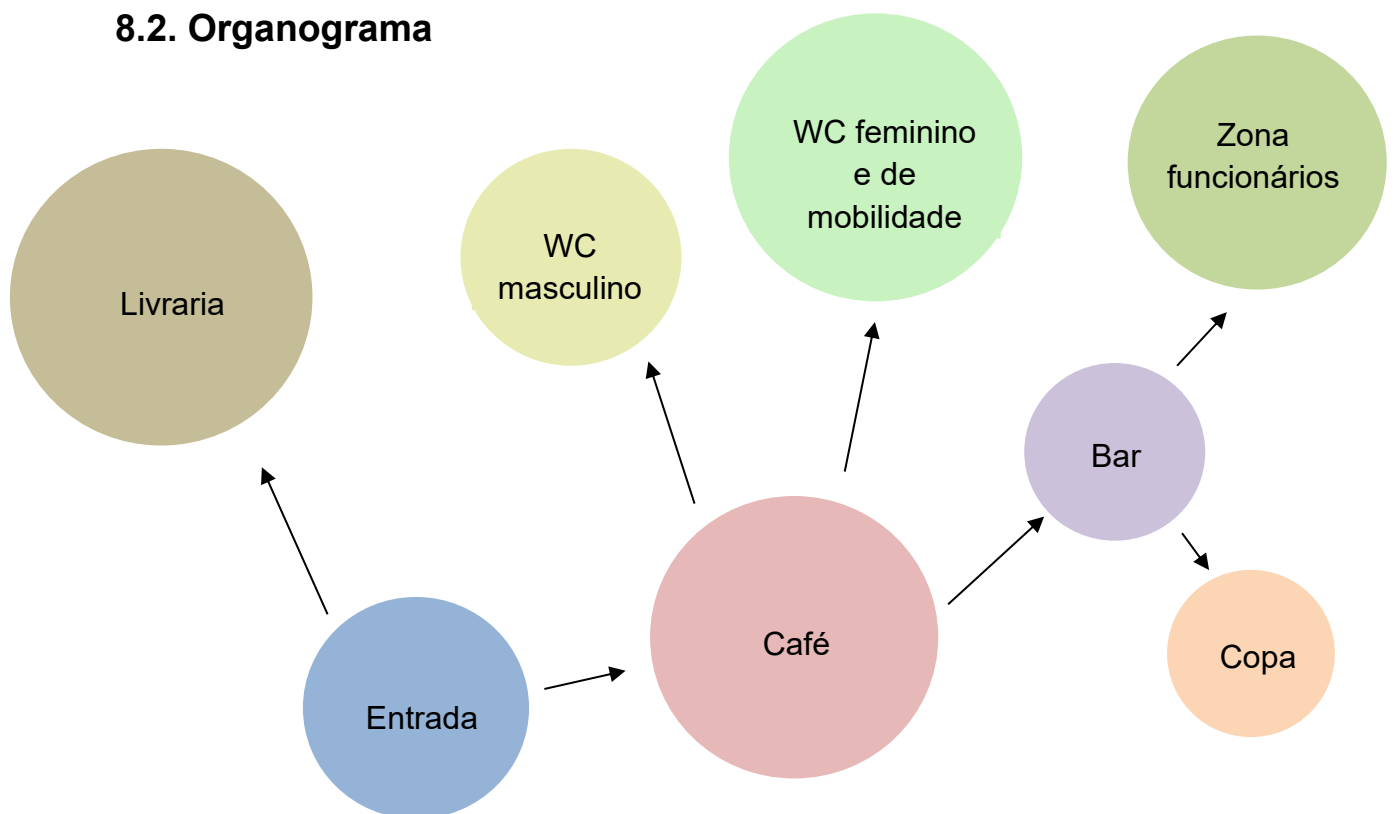 8.2. Organograma
WC feminino
e de
mobilidade
Zona
funcionários
WC
masculino
Livraria
Bar
Café
Copa
Entrada